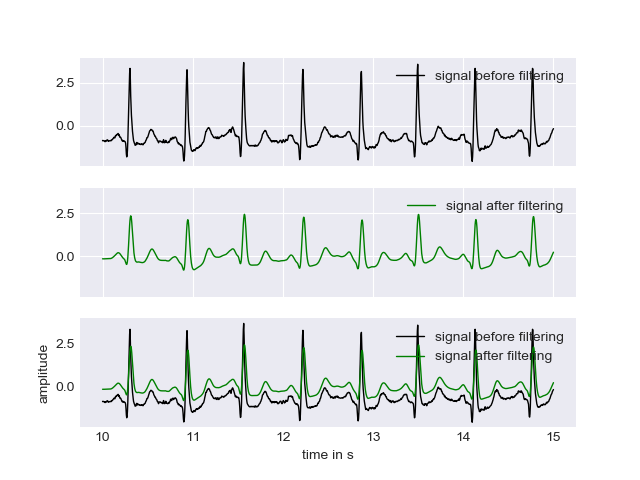 2.5
signal before filtering
0.0
2.5
signal after filtering
0.0
2.5
signal before filtering
signal after filtering
0.0
amplitude
10 11 12 13 14 15
time in s